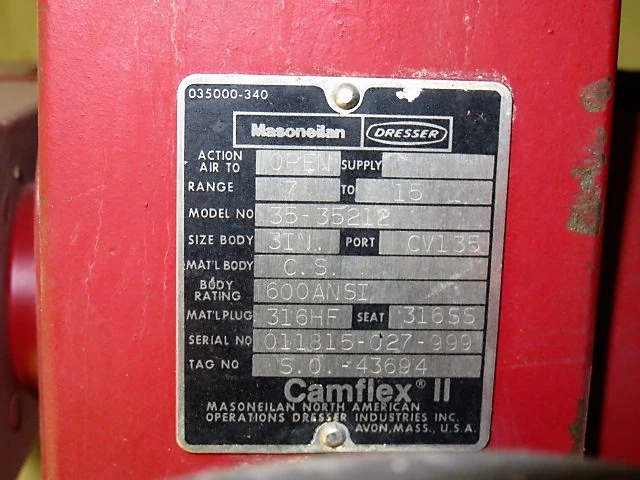 035000-340
Masoneilan DRESSER
ACTION AIR TO OPEN SUPPLY
RANGE 7 TO 15
MODEL NO 35-35212
SIZE BODY 3IN. PORT CV135
MAT'L BODY C.S.
BODY RATING 600ANSI
MAT'L PLUG 316HF SEAT 316SS
SERIAL NO 011815-027-999
TAG NO S.O.-43694
Camflex® II
MASONEILAN NORTH AMERICAN
OPERATIONS DRESSER INDUSTRIES INC.
AVON, MASS., U.S.A.